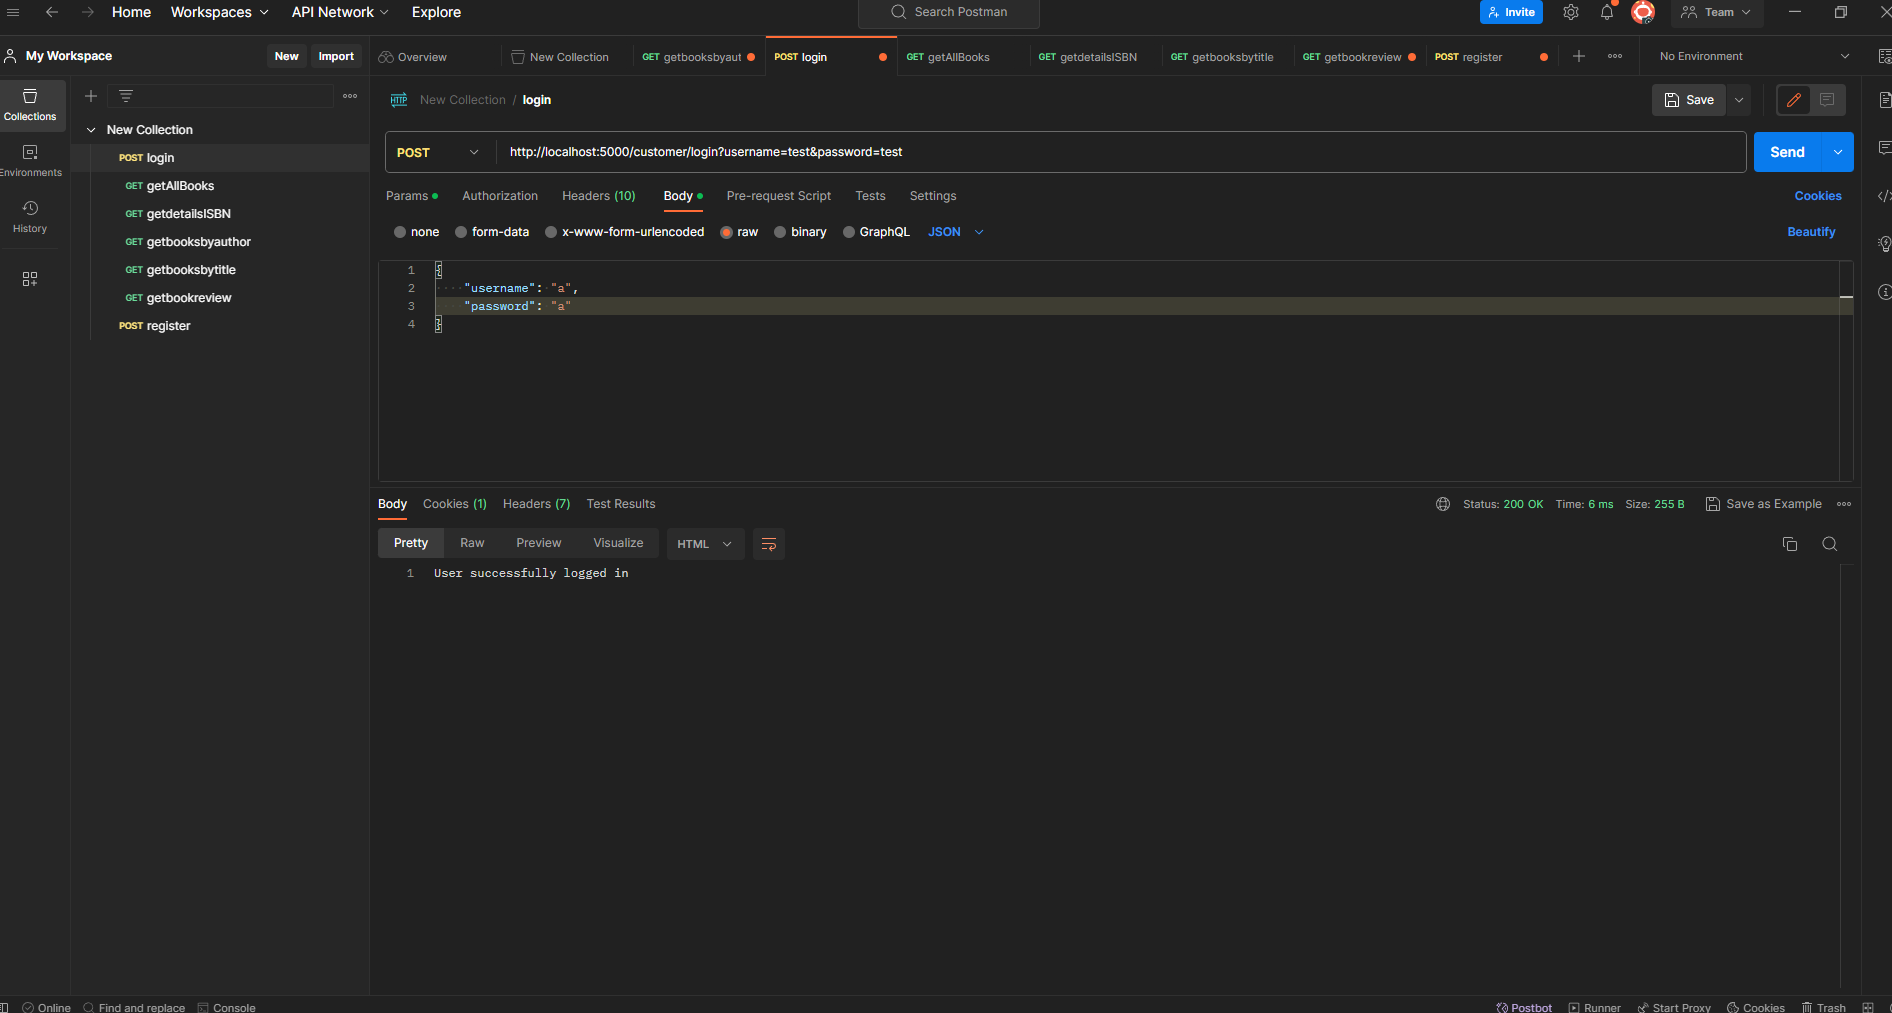 Home Workspaces API Network Explore Search Postman Invite Team
My Workspace New Import Overview New Collection GET getbooksbyaut POST login GET getAllBooks GET getdetailsISBN GET getbooksbytitle GET getbookreview POST register No Environment
Collections
Environments
History
New Collection
POST login
GET getAllBooks
GET getdetailsISBN
GET getbooksbyauthor
GET getbooksbytitle
GET getbookreview
POST register
HTTP New Collection / login Save
POST http://localhost:5000/customer/login?username=test&password=test Send
Params Authorization Headers (10) Body Pre-request Script Tests Settings Cookies
none form-data x-www-form-urlencoded raw binary GraphQL JSON Beautify
1 {
2 "username": "a",
3 "password": "a"
4 }
Body Cookies (1) Headers (7) Test Results Status: 200 OK Time: 6 ms Size: 255 B Save as Example
Pretty Raw Preview Visualize HTML
1 User successfully logged in
Online Find and replace Console Postbot Runner Start Proxy Cookies Trash